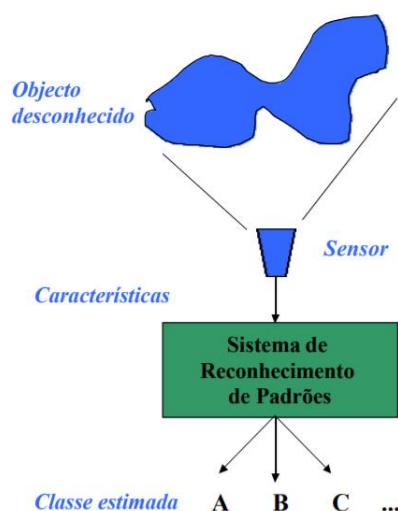 Objecto
desconhecido
Sensor
Características
Sistema de
Reconhecimento
de Padrões
Classe estimada A B C ...